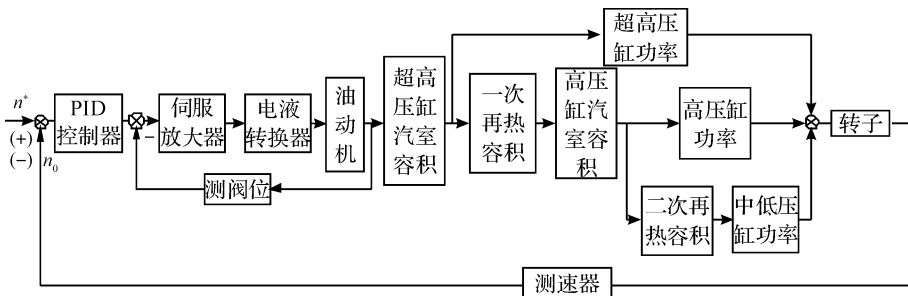 n*
(+)
(−)
n₀
PID
控制器
−
伺服
放大器
电液
转换器
油
动
机
测阀位
超高
压缸
汽室
容积
一次
再热
容积
高压
缸汽
室容
积
超高压
缸功率
高压缸
功率
二次再
热容积
中低压
缸功率
转子
测速器